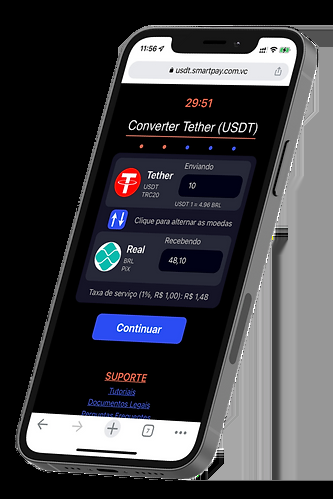 11:56
usdt.smartpay.com.vc
29:51
Converter Tether (USDT)
Enviando
Tether
USDT
TRC20
10
USDT 1 = 4,96 BRL
Clique para alternar as moedas
Recebendo
Real
BRL
PIX
48,10
Taxa de serviço (1%, R$ 1,00): R$ 1,48
Continuar
SUPORTE
Tutoriais
Documentos Legais
Perguntas Frequentes
7